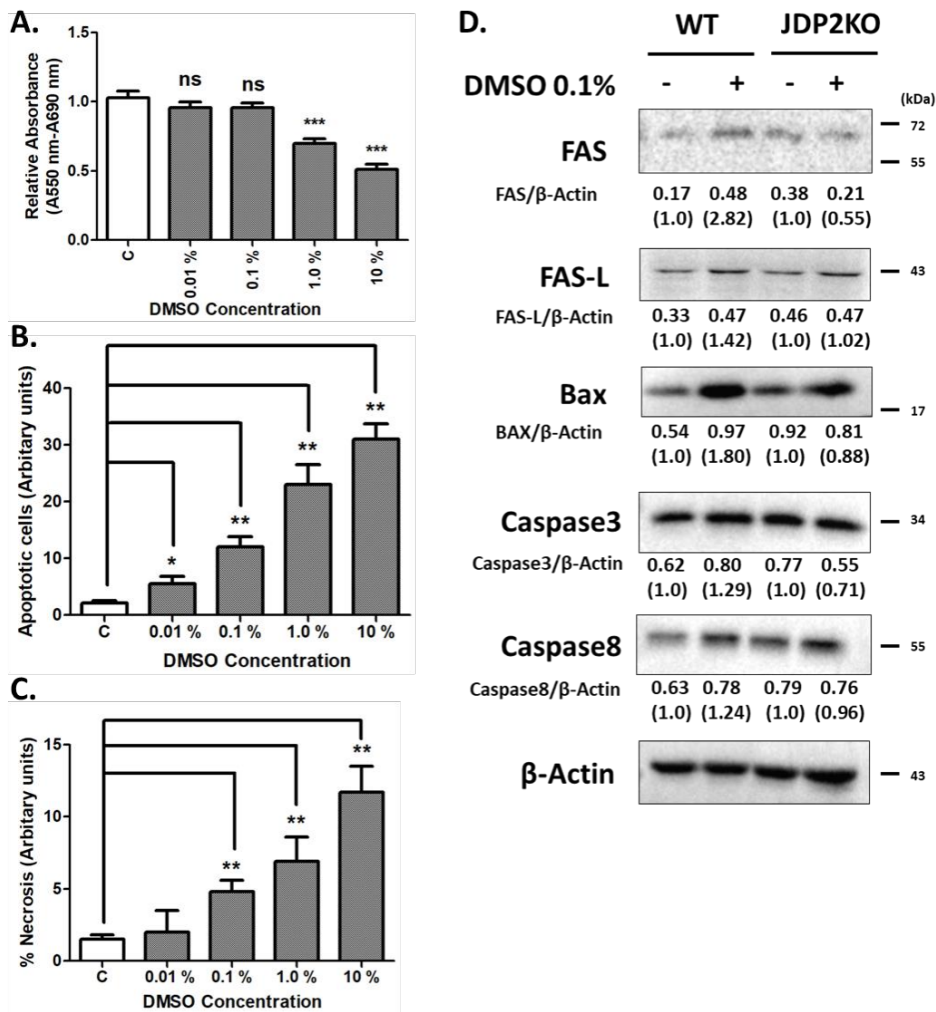 A.
Relative Absorbance
(A550 nm-A690 nm)
1.5
1.0
0.5
0.0
ns
ns
***
***
C
0.01 %
0.1 %
1.0 %
10 %
DMSO Concentration
B.
Apoptotic cells (Arbitary units)
40
30
20
10
0
*
**
**
**
C 0.01 % 0.1 % 1.0 % 10 %
DMSO Concentration
C.
% Necrosis (Arbitary units)
15
10
5
0
**
**
**
C 0.01 % 0.1 % 1.0 % 10 %
DMSO Concentration
D.
WT JDP2KO
DMSO 0.1% - + - +
(kDa)
FAS
72
55
FAS/β-Actin 0.17 0.48 0.38 0.21
(1.0) (2.82) (1.0) (0.55)
FAS-L 43
FAS-L/β-Actin 0.33 0.47 0.46 0.47
(1.0) (1.42) (1.0) (1.02)
Bax 17
BAX/β-Actin 0.54 0.97 0.92 0.81
(1.0) (1.80) (1.0) (0.88)
Caspase3 34
Caspase3/β-Actin 0.62 0.80 0.77 0.55
(1.0) (1.29) (1.0) (0.71)
Caspase8 55
Caspase8/β-Actin 0.63 0.78 0.79 0.76
(1.0) (1.24) (1.0) (0.96)
β-Actin 43